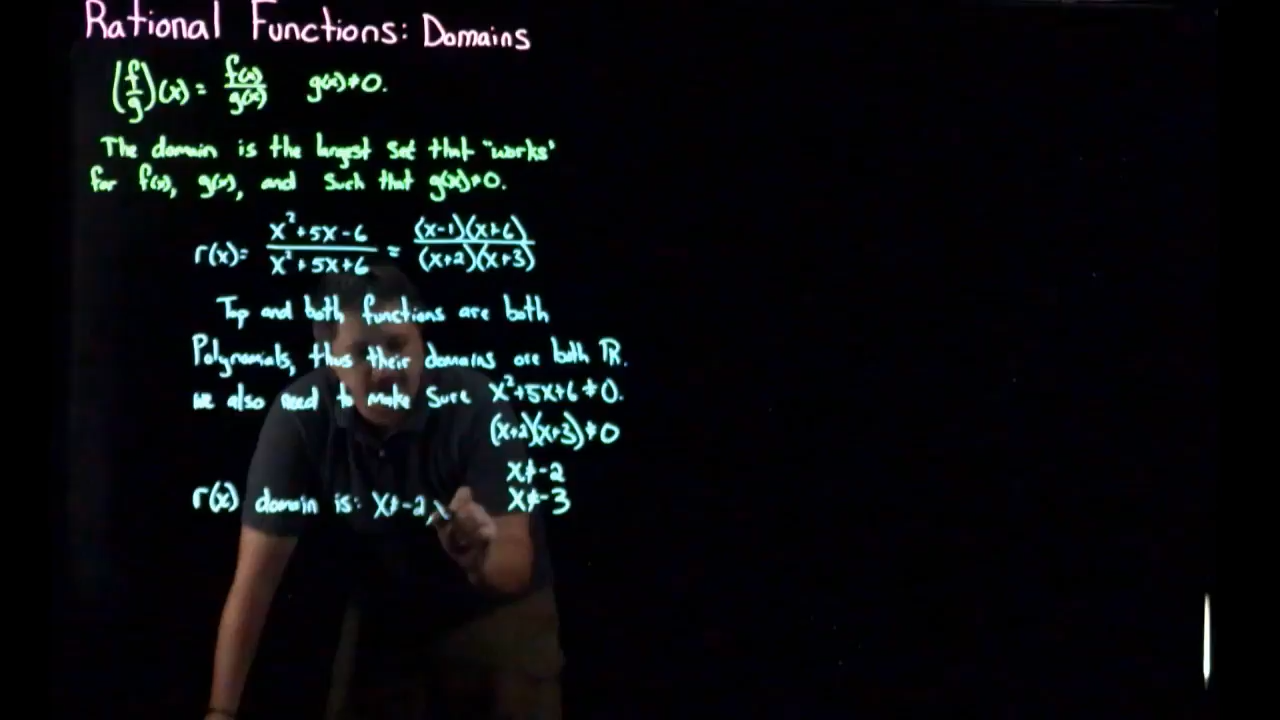 Rational Functions: Domains
(f/g)(x) = f(x)/g(x) g(x)≠0.
The domain is the largest set that "works"
for f(x), g(x), and such that g(x)≠0.
r(x) = x²+5x-6/x²+5x+6 = (x-1)(x+6)/(x+2)(x+3)
Top and both functions are both
Polynomials, thus their domains are both ℝ.
we also need to make sure x²+5x+6≠0.
(x+2)(x+3)≠0
x≠-2
x≠-3
r(x) domain is: x≠-2, x